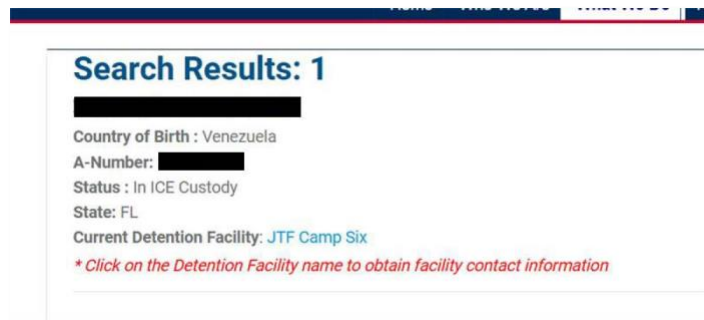 Search Results: 1
Country of Birth : Venezuela
A-Number:
Status : In ICE Custody
State: FL
Current Detention Facility: JTF Camp Six
* Click on the Detention Facility name to obtain facility contact information